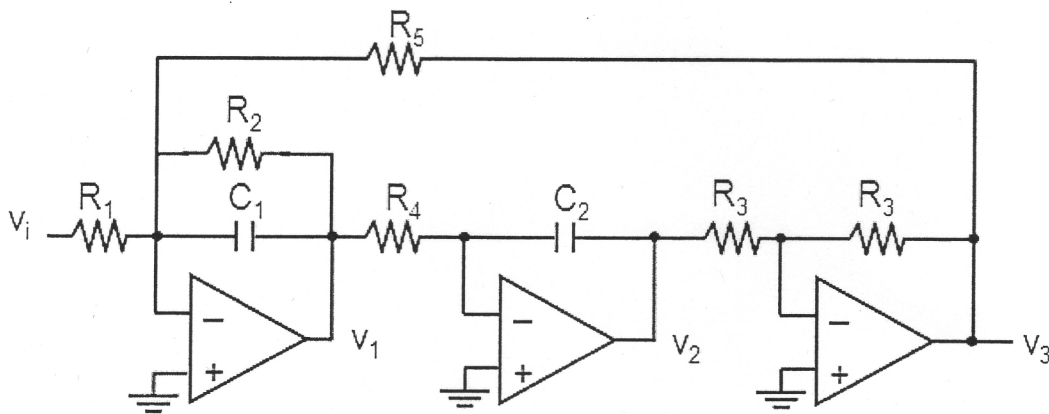 R5
R2
R1 C1 R4 C2 R3 R3
vi
− − −
+ + +
v1 v2 v3